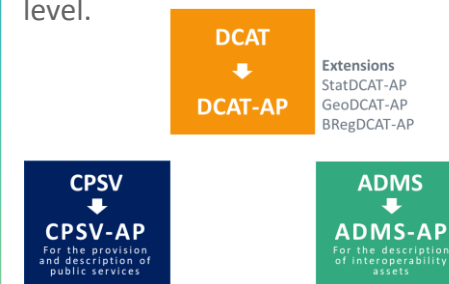 level.
DCAT
DCAT-AP
Extensions
StatDCAT-AP
GeoDCAT-AP
BRegDCAT-AP
CPSV
CPSV-AP
For the provision
and description of
public services
ADMS
ADMS-AP
For the description
of interoperability
assets